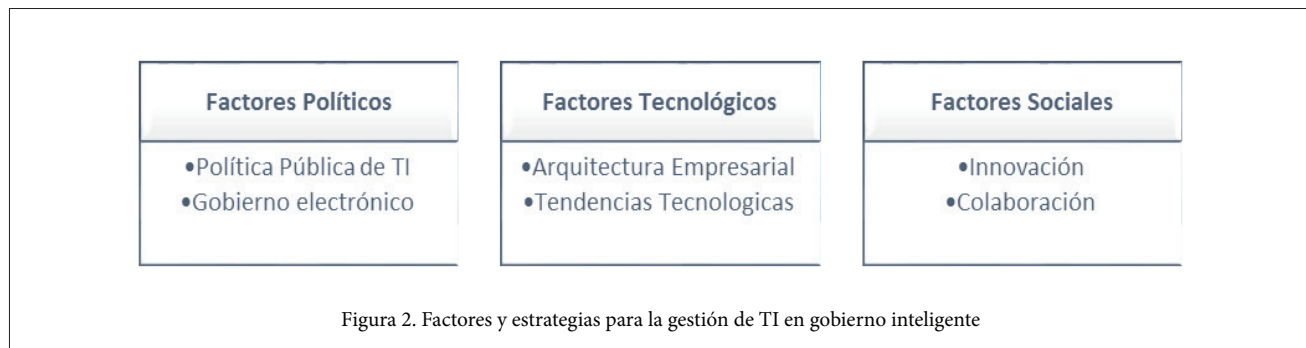 Factores Políticos
•Política Pública de TI
•Gobierno electrónico
Factores Tecnológicos
•Arquitectura Empresarial
•Tendencias Tecnologicas
Factores Sociales
•Innovación
•Colaboración
Figura 2. Factores y estrategias para la gestión de TI en gobierno inteligente